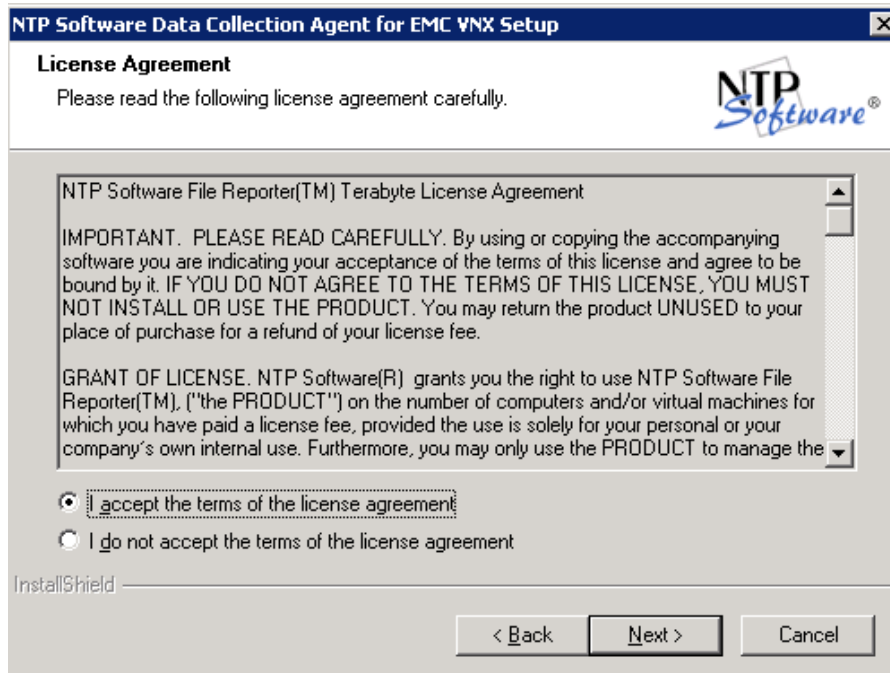 NTP Software Data Collection Agent for EMC VNX Setup
License Agreement
Please read the following license agreement carefully.
NTP
Software®
NTP Software File Reporter(TM) Terabyte License Agreement
IMPORTANT.  PLEASE READ CAREFULLY. By using or copying the accompanying
software you are indicating your acceptance of the terms of this license and agree to be
bound by it. IF YOU DO NOT AGREE TO THE TERMS OF THIS LICENSE, YOU MUST
NOT INSTALL OR USE THE PRODUCT. You may return the product UNUSED to your
place of purchase for a refund of your license fee.
GRANT OF LICENSE. NTP Software(R)  grants you the right to use NTP Software File
Reporter(TM), ("the PRODUCT") on the number of computers and/or virtual machines for
which you have paid a license fee, provided the use is solely for your personal or your
company's own internal use. Furthermore, you may only use the PRODUCT to manage the
I accept the terms of the license agreement
I do not accept the terms of the license agreement
InstallShield
< Back
Next >
Cancel